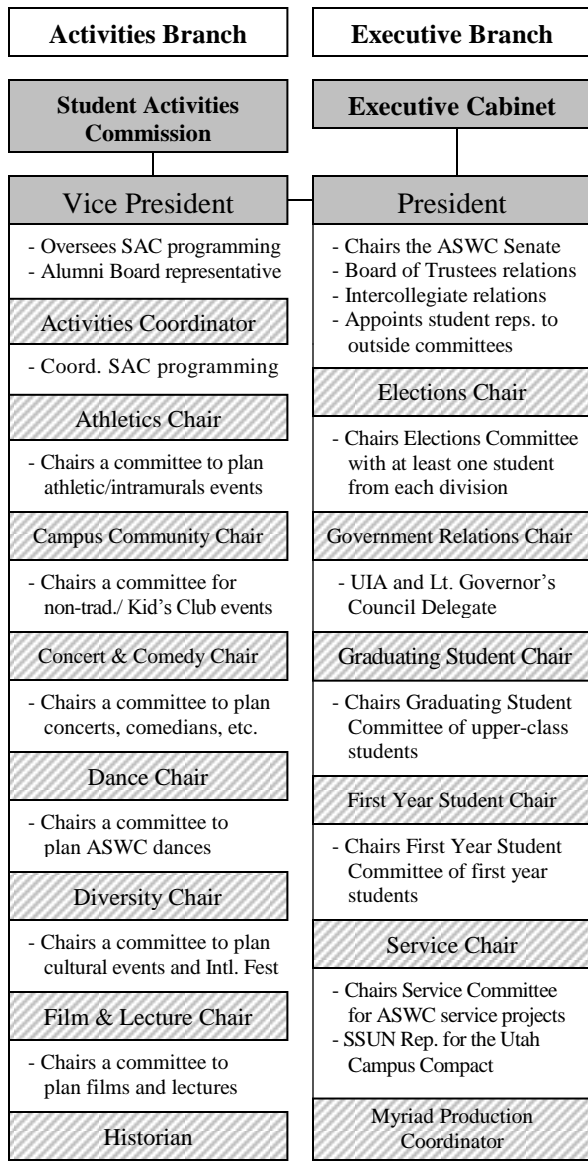 Activities Branch
Student Activities
Commission
Vice President
- Oversees SAC programming
- Alumni Board representative
Activities Coordinator
- Coord. SAC programming
Athletics Chair
- Chairs a committee to plan
athletic/intramurals events
Campus Community Chair
- Chairs a committee for
non-trad./ Kid's Club events
Concert & Comedy Chair
- Chairs a committee to plan
concerts, comedians, etc.
Dance Chair
- Chairs a committee to
plan ASWC dances
Diversity Chair
- Chairs a committee to plan
cultural events and Intl. Fest
Film & Lecture Chair
- Chairs a committee to
plan films and lectures
Historian
Executive Branch
Executive Cabinet
President
- Chairs the ASWC Senate
- Board of Trustees relations
- Intercollegiate relations
- Appoints student reps. to
outside committees
Elections Chair
- Chairs Elections Committee
with at least one student
from each division
Government Relations Chair
- UIA and Lt. Governor's
Council Delegate
Graduating Student Chair
- Chairs Graduating Student
Committee of upper-class
students
First Year Student Chair
- Chairs First Year Student
Committee of first year
students
Service Chair
- Chairs Service Committee
for ASWC service projects
- SSUN Rep. for the Utah
Campus Compact
Myriad Production
Coordinator